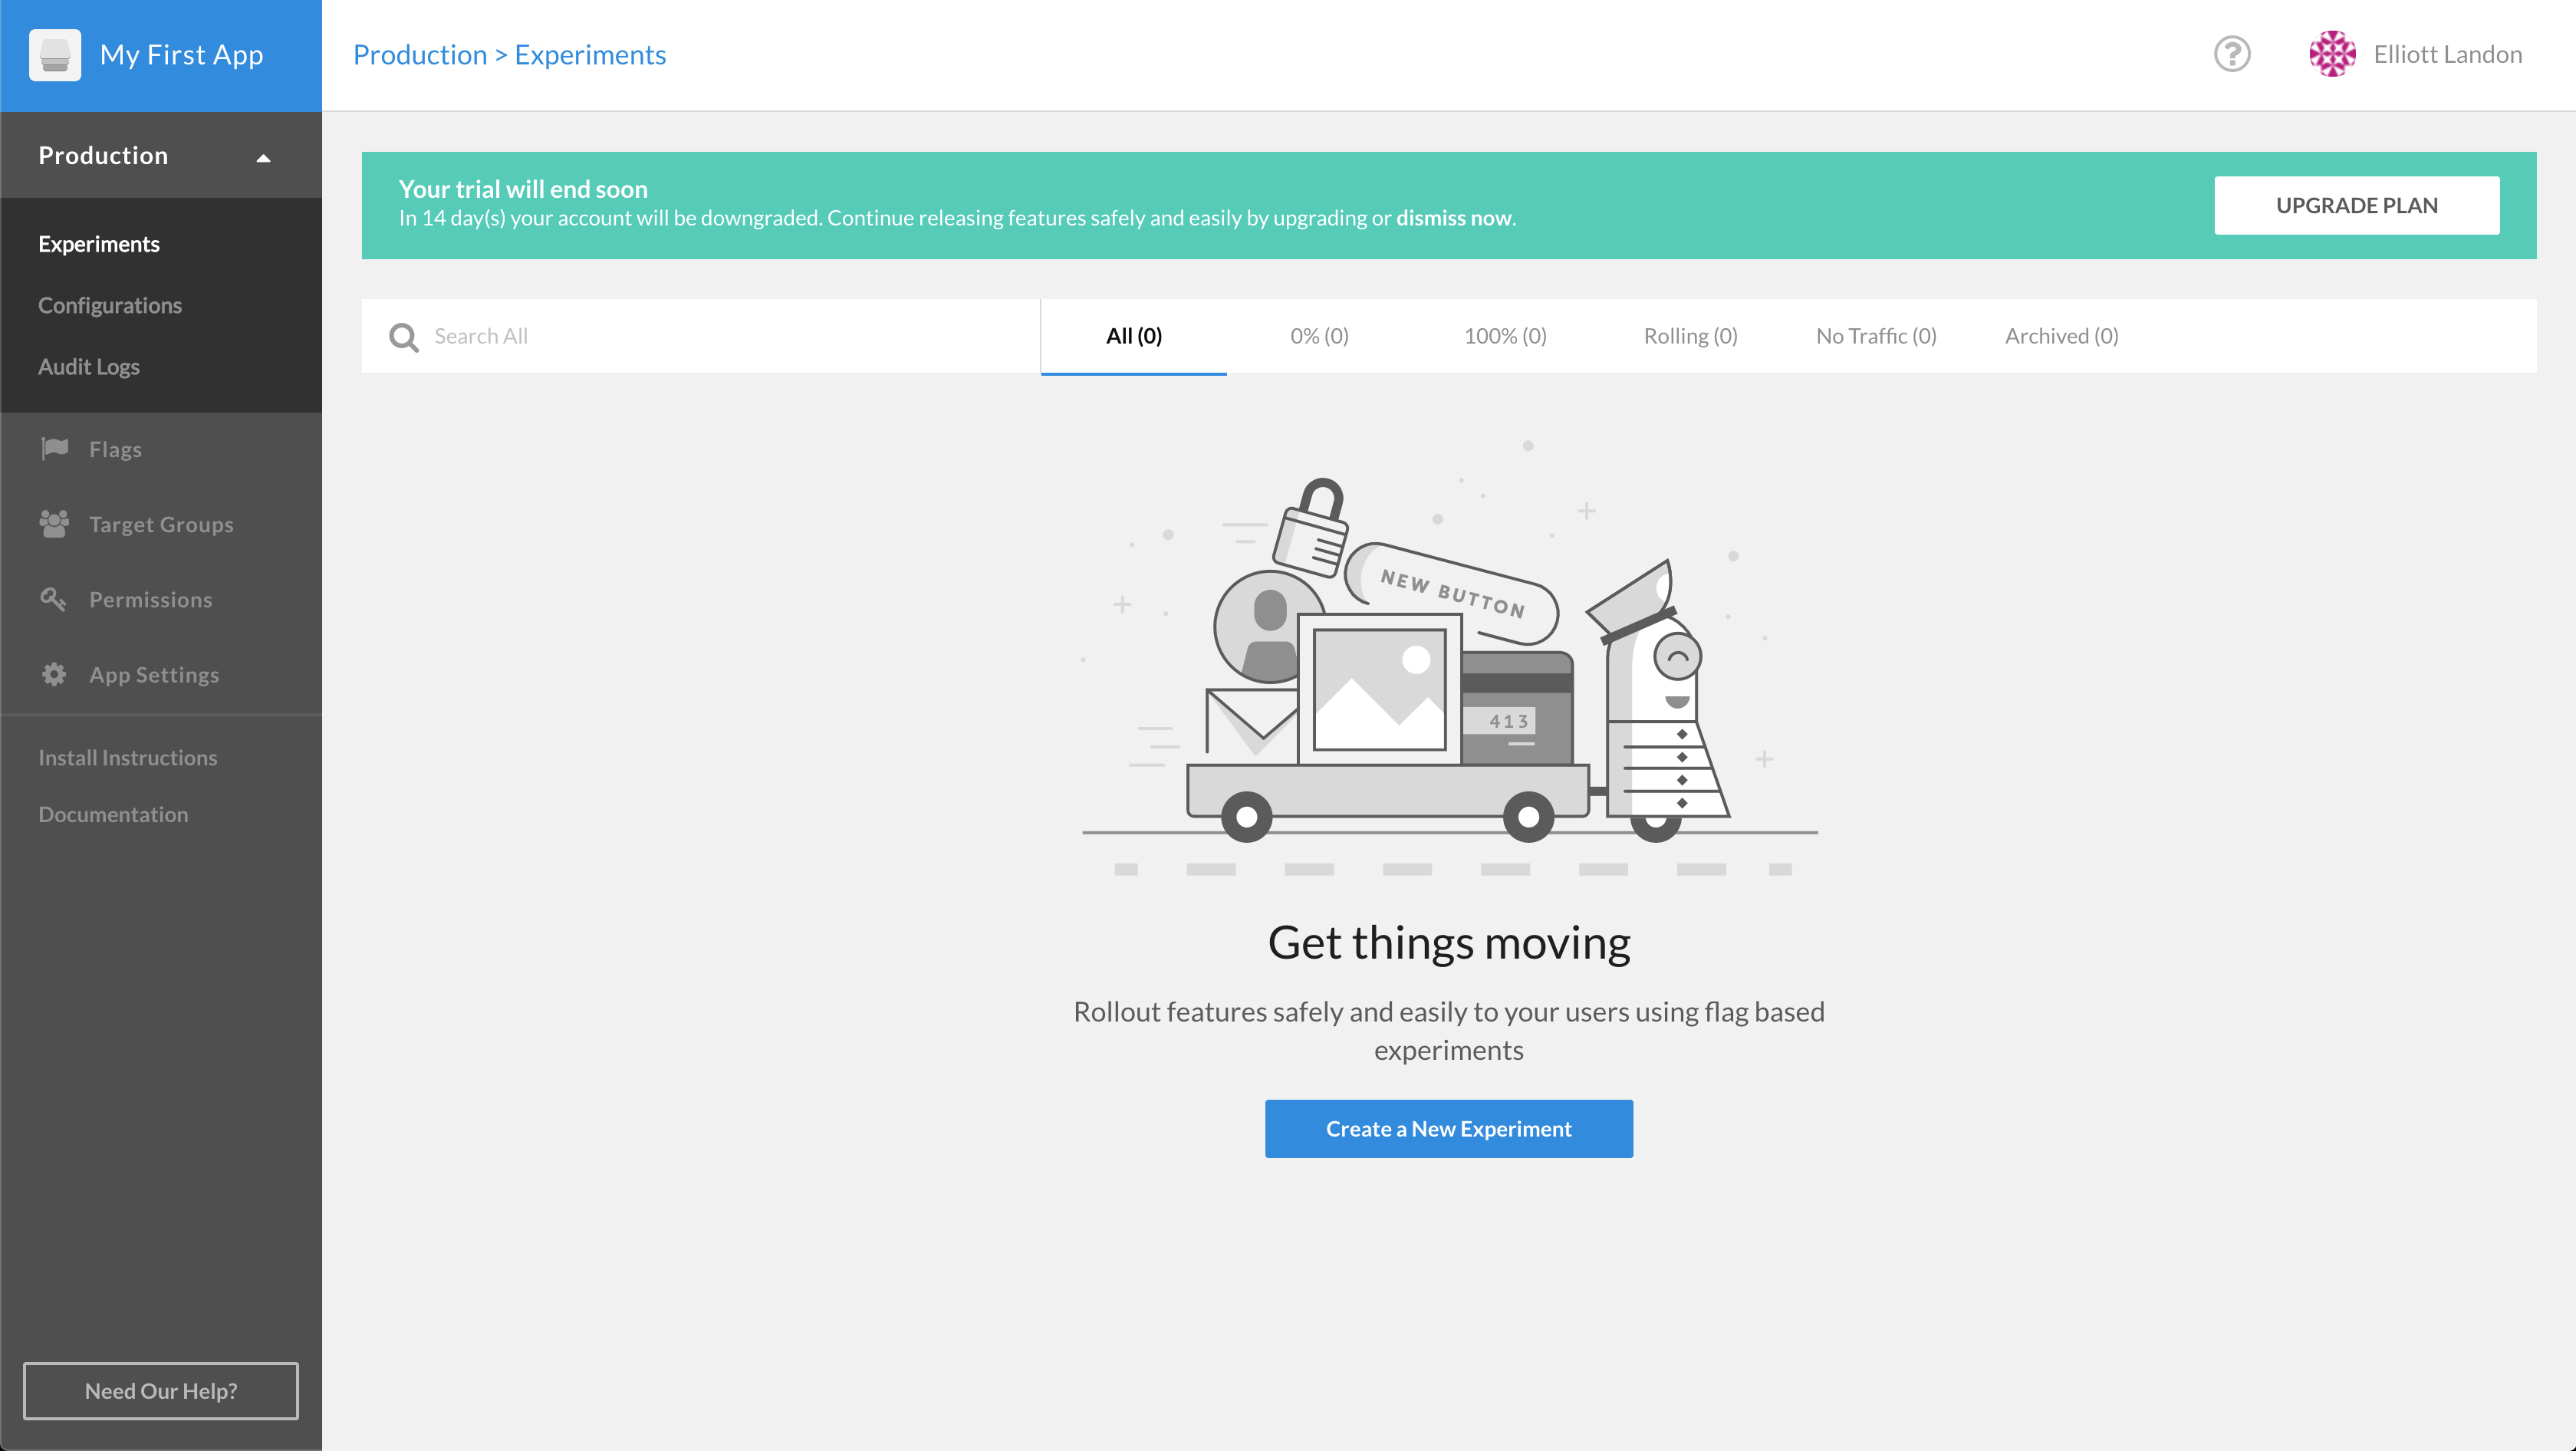 My First App
Production > Experiments
Elliott Landon
Production
Experiments
Configurations
Audit Logs
Flags
Target Groups
Permissions
App Settings
Install Instructions
Documentation
Need Our Help?
Your trial will end soon
In 14 day(s) your account will be downgraded. Continue releasing features safely and easily by upgrading or dismiss now.
UPGRADE PLAN
Search All
All (0)
0% (0)
100% (0)
Rolling (0)
No Traffic (0)
Archived (0)
NEW BUTTON
413
Get things moving
Rollout features safely and easily to your users using flag based
experiments
Create a New Experiment